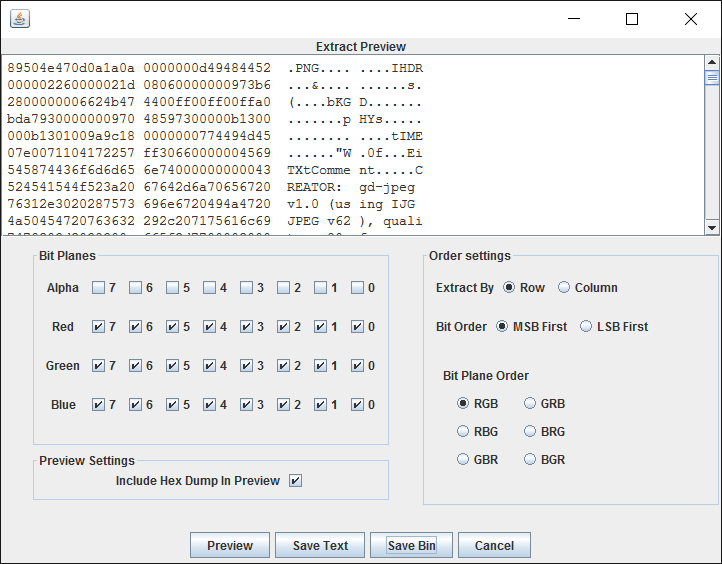 Extract Preview
89504e470d0a1a0a 0000000d49484452 .PNG.... ....IHDR
000002260000021d 08060000000973b6 ...&.... ......s.
2800000006624b47 4400ff00ff00ffa0 (....bKG D.......
bda7930000000970 48597300000b1300 .......p HYs.....
000b1301009a9c18 0000000774494d45 ........ ....tIME
07e0071104172257 ff30660000004569 ......"W .0f...Ei
545874436f6d6d65 6e74000000000043 TXtComme nt.....C
524541544f523a20 67642d6a70656720 REATOR: gd-jpeg
76312e3020287573 696e6720494a4720 v1.0 (us ing IJG
4a50454720763632 292c207175616c69 JPEG v62 ), quali
Bit Planes
Alpha 7 6 5 4 3 2 1 0
Red 7 6 5 4 3 2 1 0
Green 7 6 5 4 3 2 1 0
Blue 7 6 5 4 3 2 1 0
Preview Settings
Include Hex Dump In Preview
Order settings
Extract By Row Column
Bit Order MSB First LSB First
Bit Plane Order
RGB GRB
RBG BRG
GBR BGR
Preview Save Text Save Bin Cancel